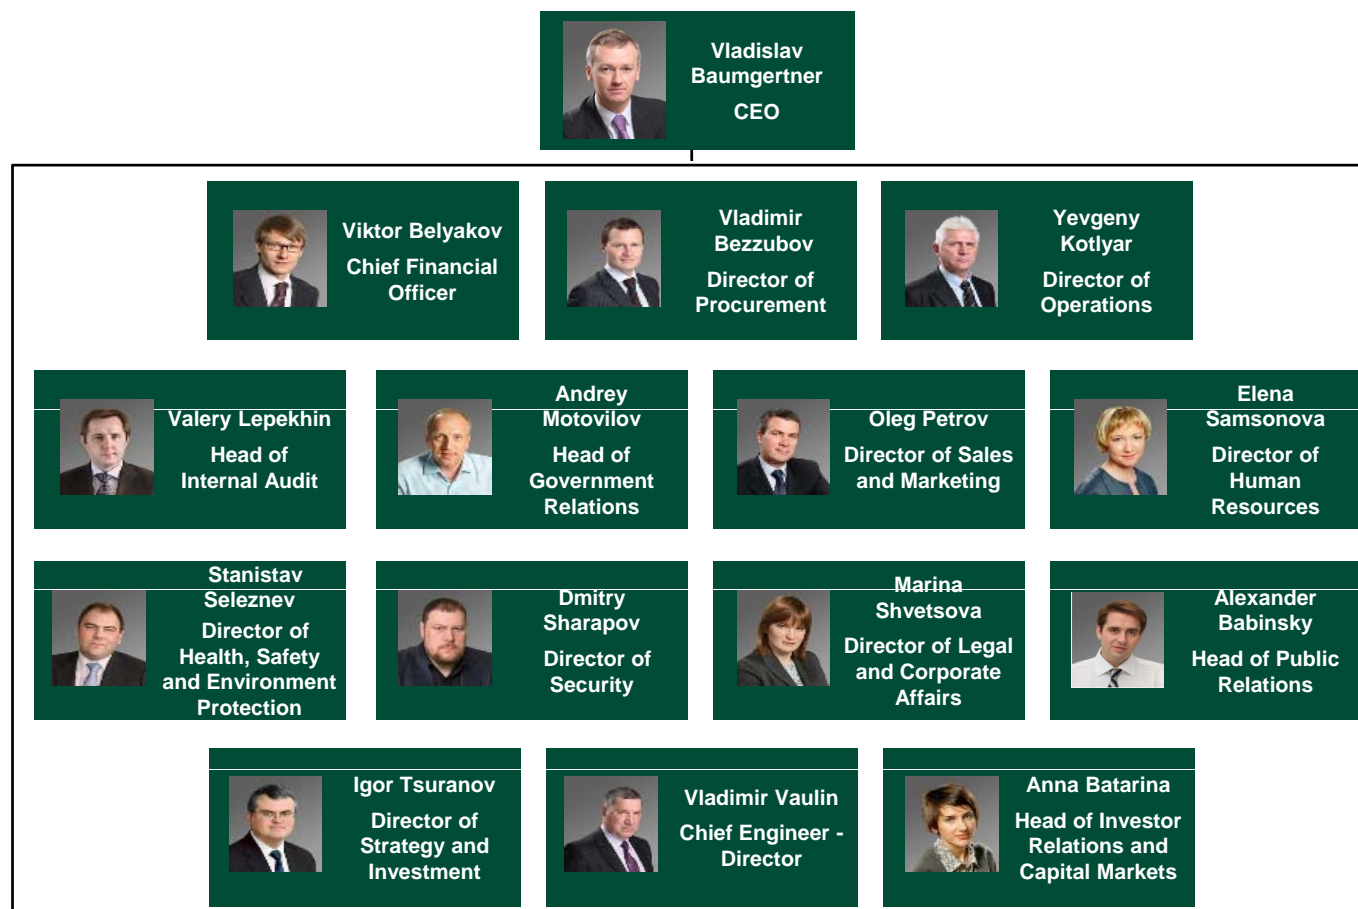 Vladislav
Baumgertner
CEO
Viktor Belyakov
Chief Financial
Officer
Vladimir
Bezzubov
Director of
Procurement
Yevgeny
Kotlyar
Director of
Operations
Valery Lepekhin
Head of
Internal Audit
Andrey
Motovilov
Head of
Government
Relations
Oleg Petrov
Director of Sales
and Marketing
Elena
Samsonova
Director of
Human
Resources
Stanistav
Seleznev
Director of
Health, Safety
and Environment
Protection
Dmitry
Sharapov
Director of
Security
Marina
Shvetsova
Director of Legal
and Corporate
Affairs
Alexander
Babinsky
Head of Public
Relations
Igor Tsuranov
Director of
Strategy and
Investment
Vladimir Vaulin
Chief Engineer -
Director
Anna Batarina
Head of Investor
Relations and
Capital Markets